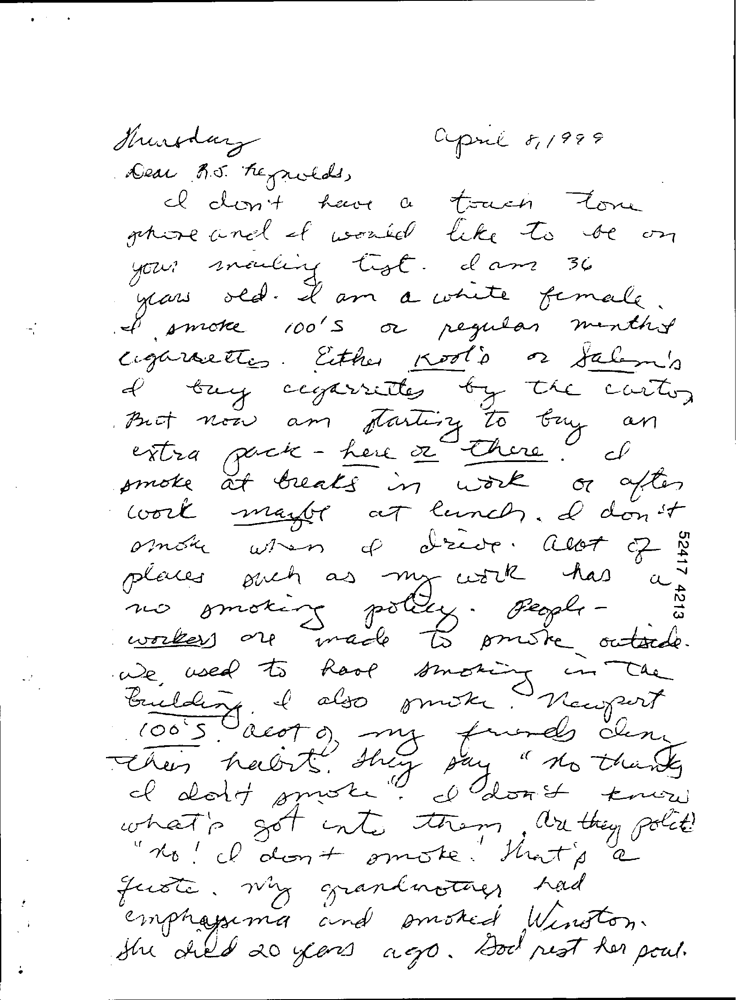 Thursday April 8, 1999
Dear R.J. Reynolds,
I don't have a touch tone
phone and I would like to be on
your mailing list. I am 36
years old. I am a white female.
I smoke 100's or regular menthol
cigarrettes. Either Kool's or Salem's
I buy cigarrettes by the carton
But now am starting to buy an
extra pack - here or there. I
smoke at breaks in work or after
work maybe at lunch. I don't
smoke when I drive. alot of
places such as my work has a
no smoking policy. People -
workers are made to smoke outside.
We used to have smoking in the
building. I also smoke Newport
100's. alot of my friends deny
their habits. They say "No thanks
I don't smoke". I don't know
what's got into them. Are they polite?
"No! I don't smoke!" That's a
quote. My grandmother had
emphysema and smoked Winston.
She died 20 years ago. God rest her soul.
52417 4213